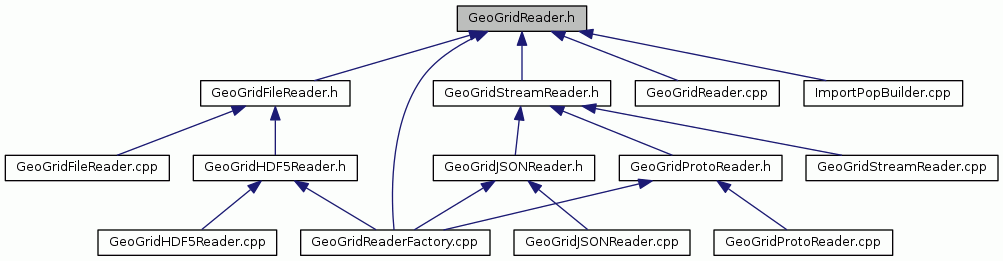 GeoGridReader.h
GeoGridFileReader.h
GeoGridStreamReader.h
GeoGridReader.cpp
ImportPopBuilder.cpp
GeoGridFileReader.cpp
GeoGridHDF5Reader.h
GeoGridJSONReader.h
GeoGridProtoReader.h
GeoGridStreamReader.cpp
GeoGridHDF5Reader.cpp
GeoGridReaderFactory.cpp
GeoGridJSONReader.cpp
GeoGridProtoReader.cpp